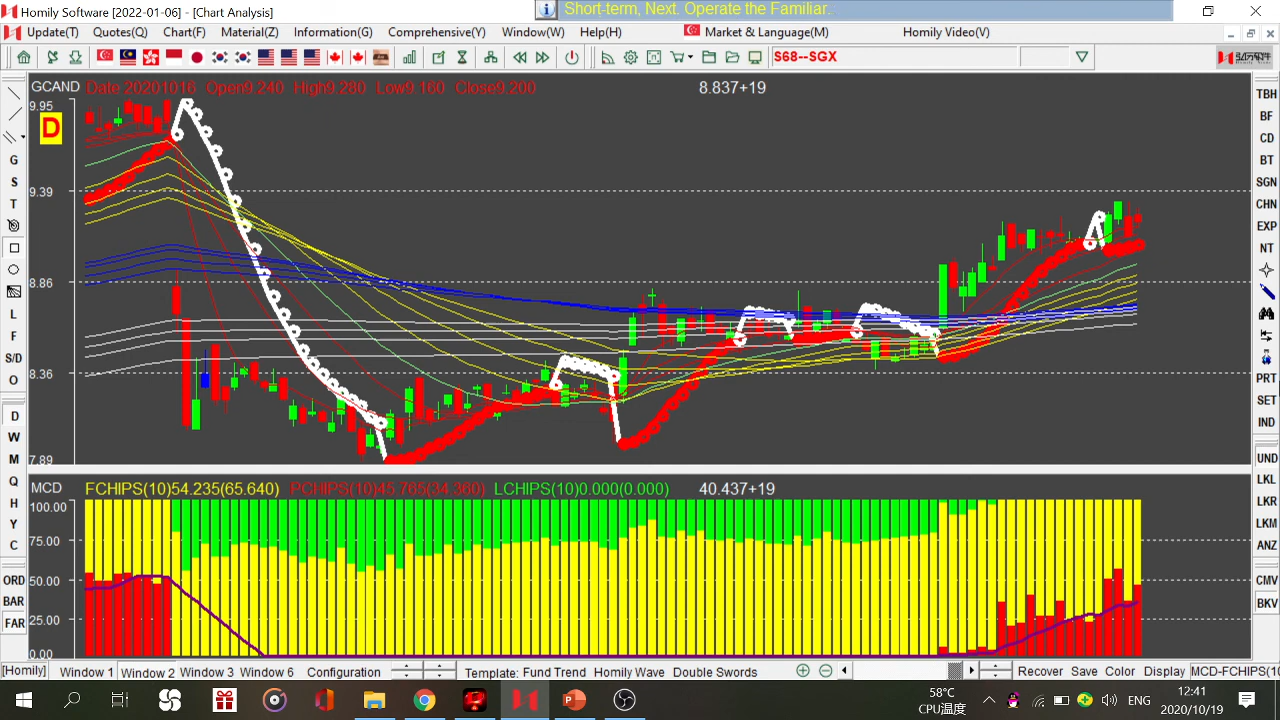 Homily Software [2022-01-06] - [Chart Analysis]
Short-term, Next. Operate the Familiar.
Update(T) Quotes(Q) Chart(F) Material(Z) Information(G) Comprehensive(Y) Window(W) Help(H) Market & Language(M) Homily Video(V)
S68--SGX
GCAND Date 20201016 Open9.240 High9.280 Low9.160 Close9.200 8.837+19
9.95
D
9.39
8.86
8.36
7.89
MCD FCHIPS(10)54.235(65.640) PCHIPS(10)45.765(34.360) LCHIPS(10)0.000(0.000) 40.437+19
100.00
75.00
50.00
25.00
0.00
G
S
T
L
F
S/D
O
D
W
M
Q
H
Y
C
ORD
BAR
FAR
TBH
BF
CD
BT
SGN
CHN
EXP
NT
PRT
SET
IND
UND
LKL
LKR
LKM
ANZ
CMV
BKV
[Homily] Window 1 Window 2 Window 3 Window 6 Configuration Template: Fund Trend Homily Wave Double Swords Recover Save Color Display MCD-FCHIPS(10
58°C
CPU温度
ENG
12:41
2020/10/19